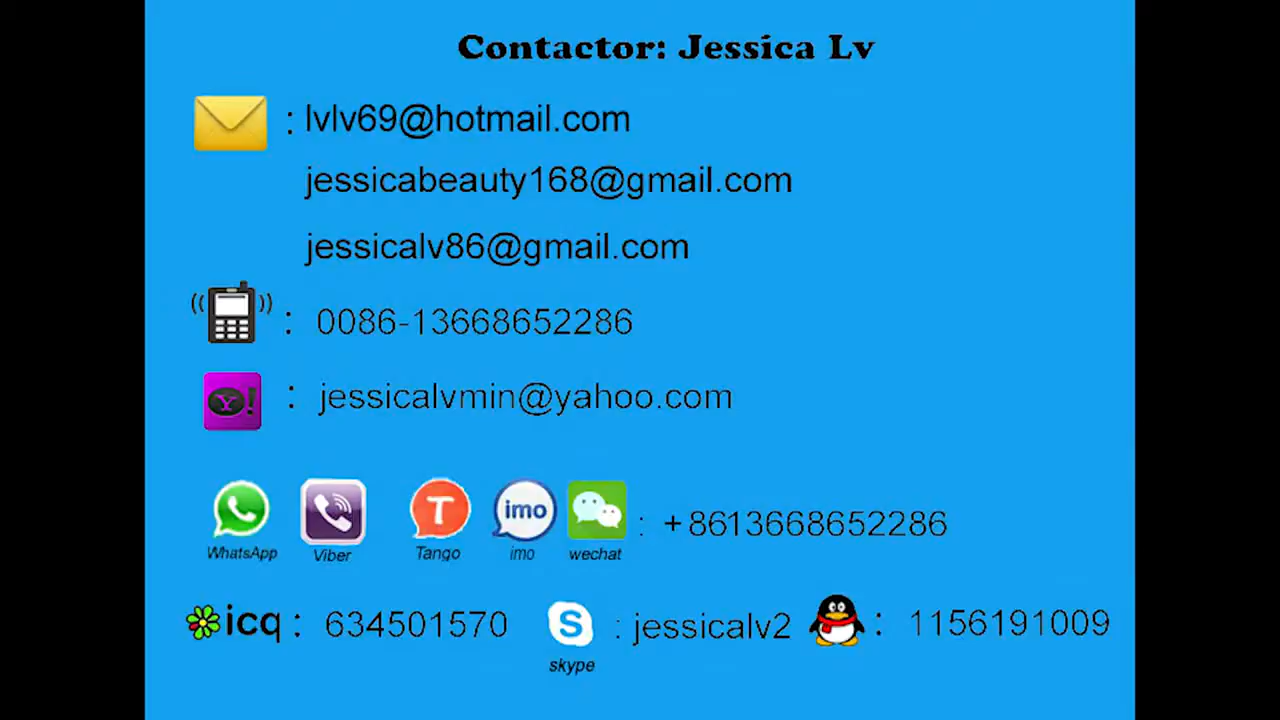 Contactor: Jessica Lv
: lvlv69@hotmail.com
jessicabeauty168@gmail.com
jessicalv86@gmail.com
: 0086-13668652286
Y! : jessicalvmin@yahoo.com
T imo : +8613668652286
WhatsApp Viber Tango imo wechat
icq : 634501570 S : jessicalv2 : 1156191009
skype